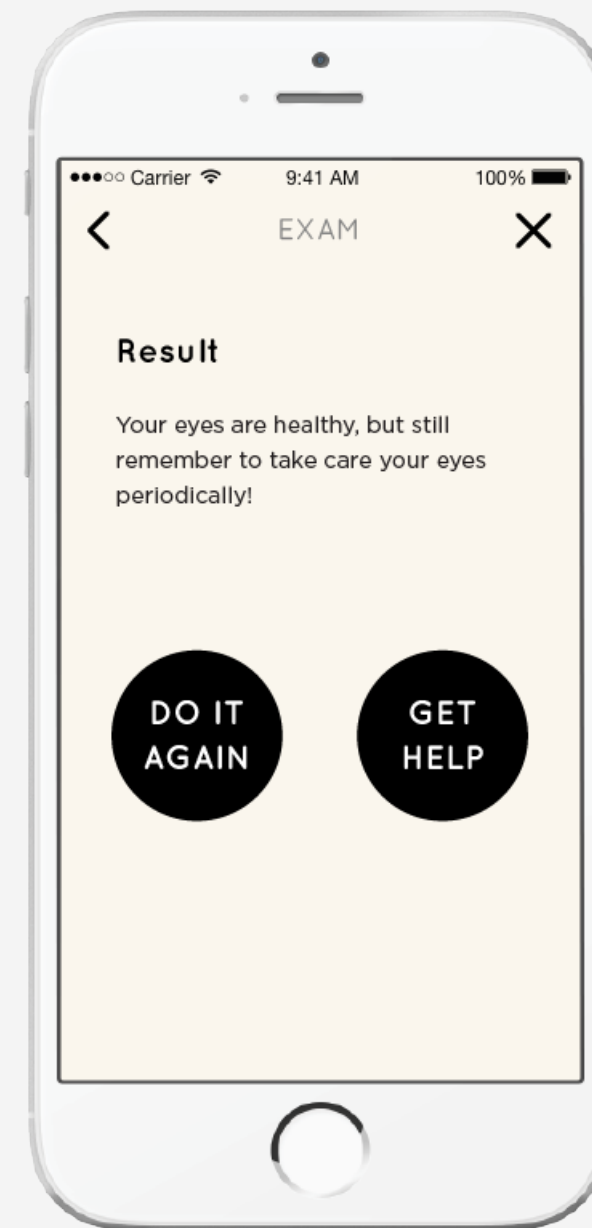 Carrier 9:41 AM 100%
EXAM
Result
Your eyes are healthy, but still
remember to take care your eyes
periodically!
DO IT
AGAIN
GET
HELP